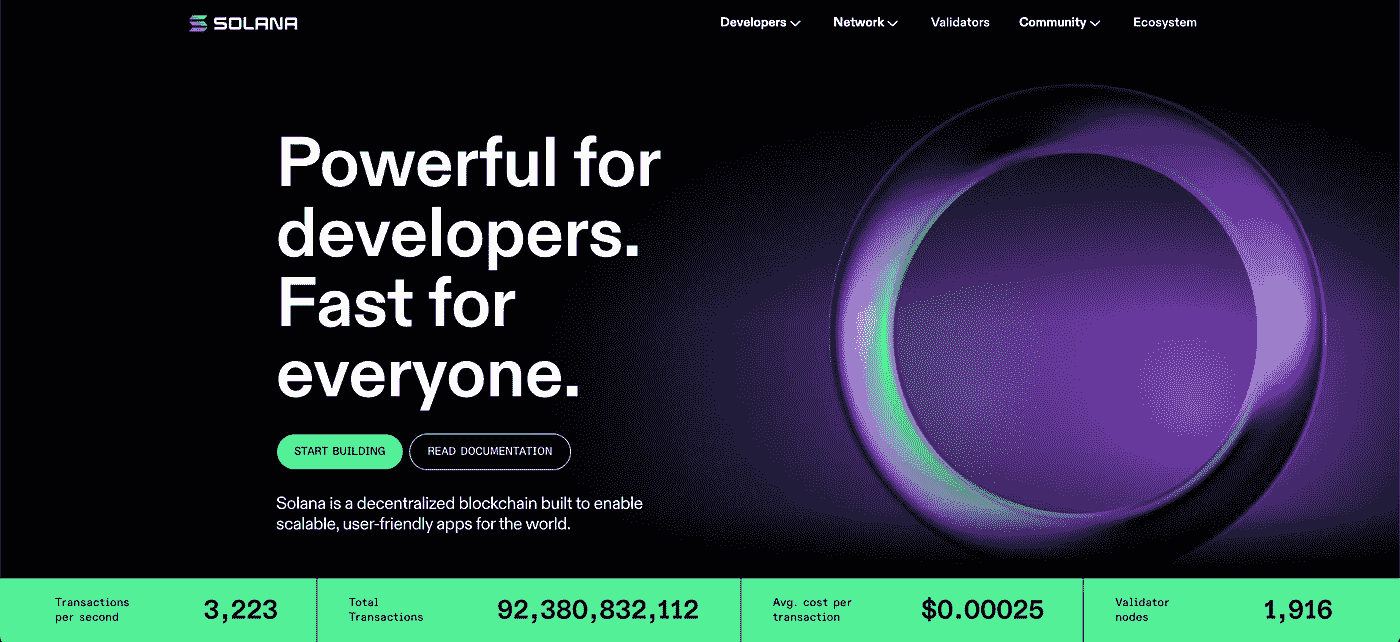 SOLANA
Developers
Network
Validators
Community
Ecosystem
Powerful for
developers.
Fast for
everyone.
START BUILDING
READ DOCUMENTATION
Solana is a decentralized blockchain built to enable
scalable, user-friendly apps for the world.
Transactions
per second
3,223
Total
Transactions
92,380,832,112
Avg. cost per
transaction
$0.00025
Validator
nodes
1,916